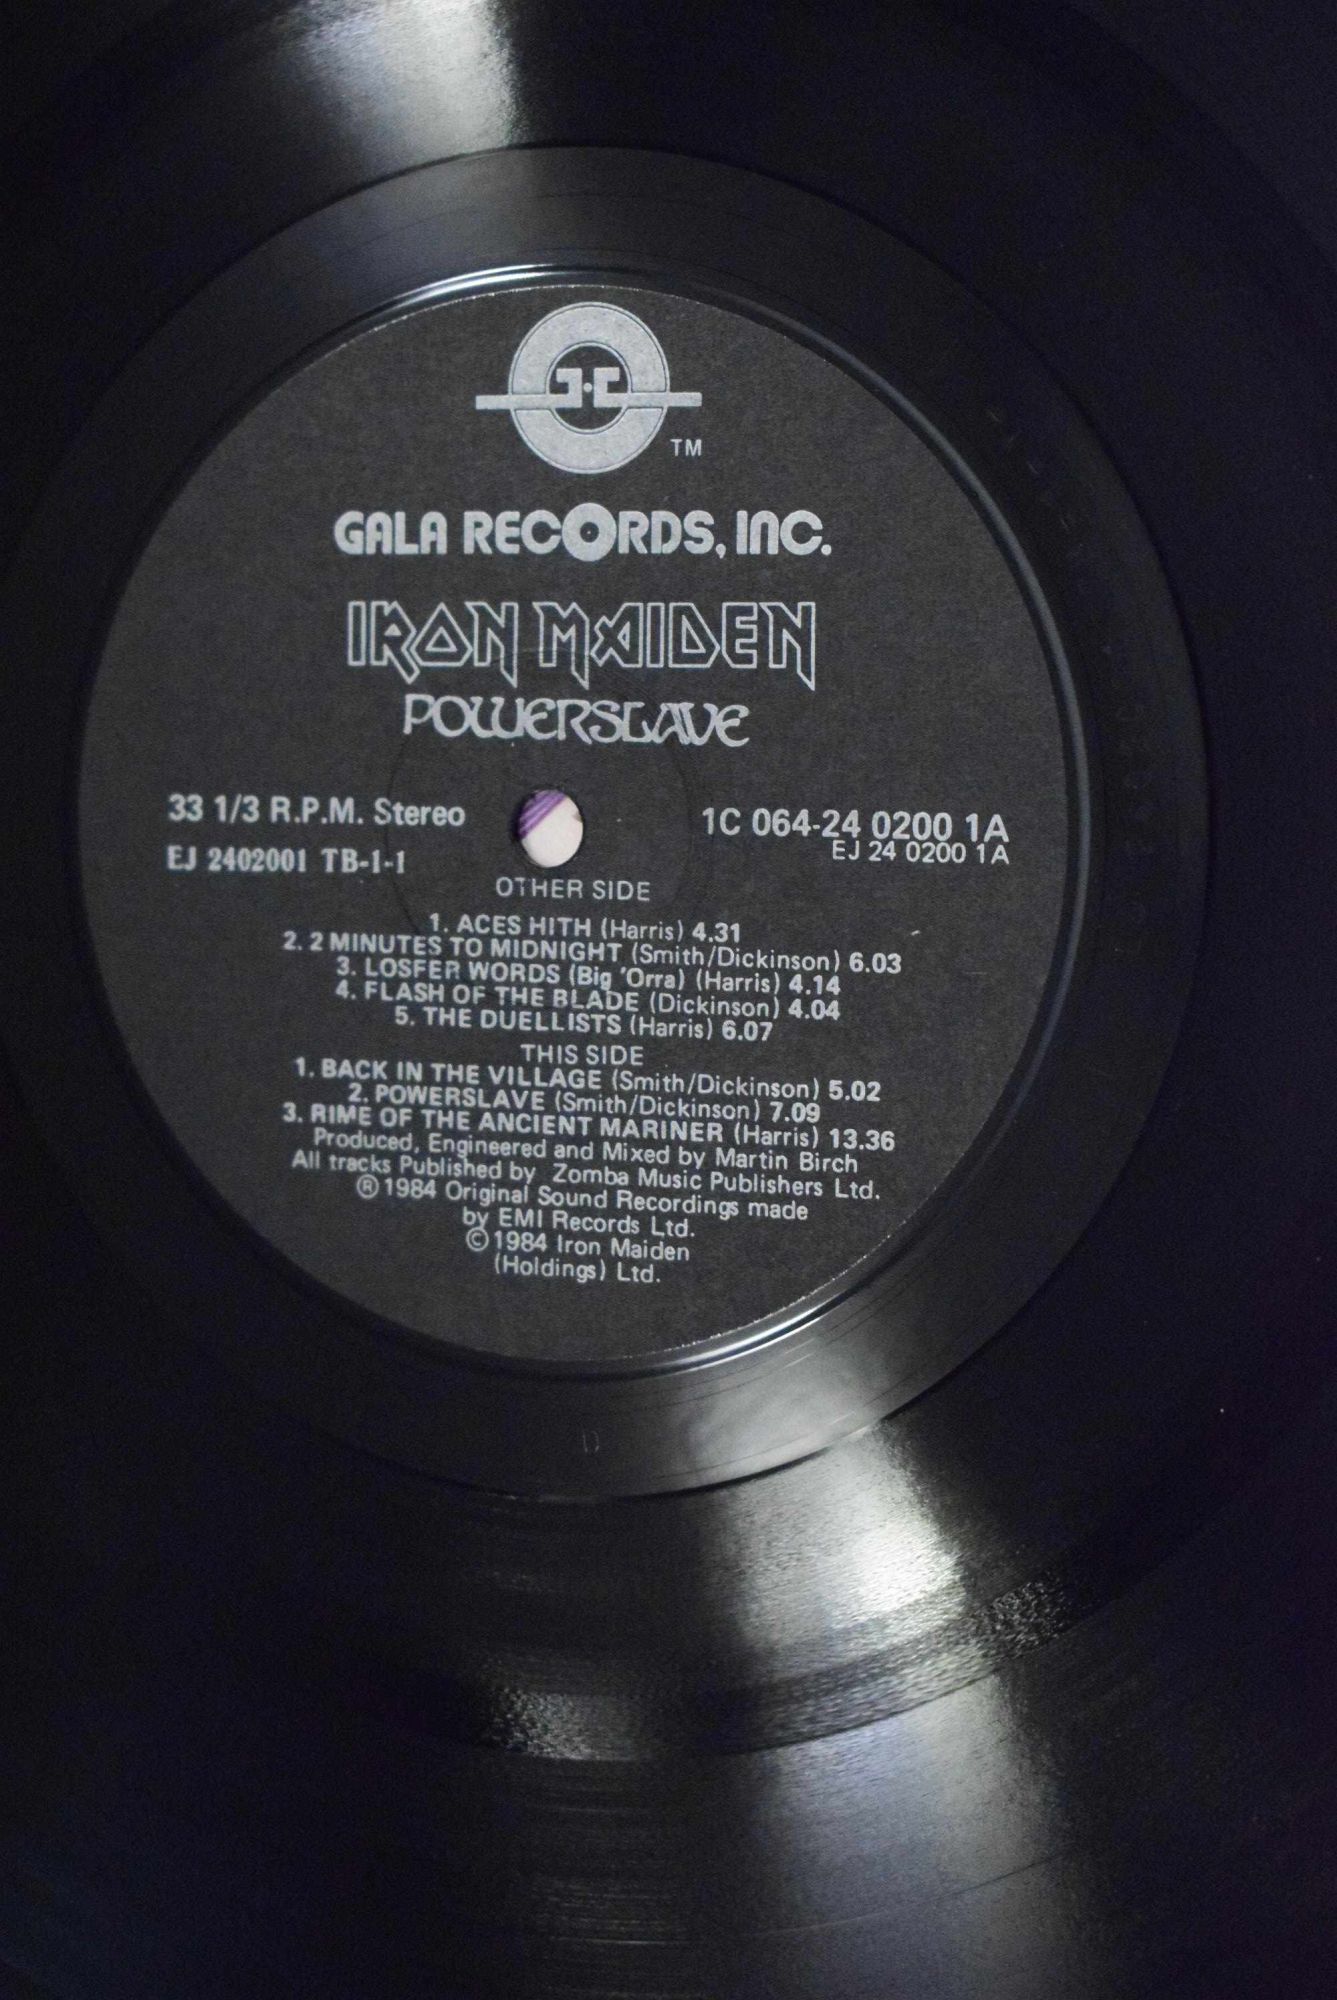 TM
GALA RECORDS, INC.
IRON MAIDEN
POWERSLAVE
33 1/3 R.P.M. Stereo
1C 064-24 0200 1A
EJ 2402001 TB-1-1
EJ 24 0200 1A
OTHER SIDE
1. ACES HITH (Harris) 4.31
2. 2 MINUTES TO MIDNIGHT (Smith/Dickinson) 6.03
3. LOSFER WORDS (Big 'Orra) (Harris) 4.14
4. FLASH OF THE BLADE (Dickinson) 4.04
5. THE DUELLISTS (Harris) 6.07
THIS SIDE
1. BACK IN THE VILLAGE (Smith/Dickinson) 5.02
2. POWERSLAVE (Smith/Dickinson) 7.09
3. RIME OF THE ANCIENT MARINER (Harris) 13.36
Produced, Engineered and Mixed by Martin Birch
All tracks Published by Zomba Music Publishers Ltd.
®1984 Original Sound Recordings made
by EMI Records Ltd.
©1984 Iron Maiden
(Holdings) Ltd.
D